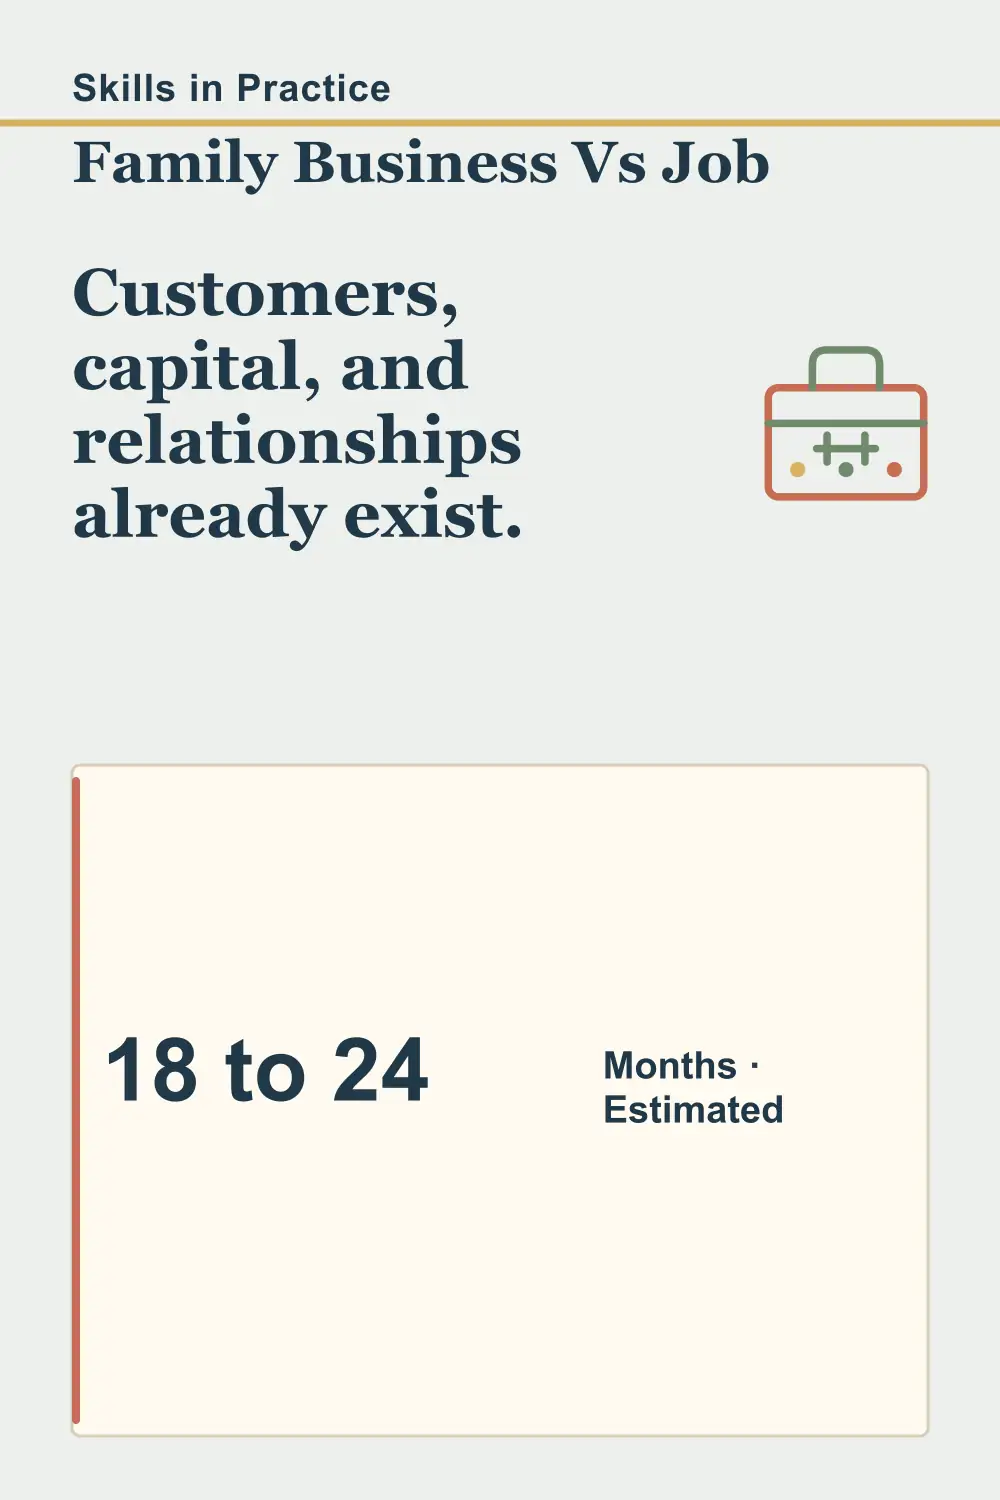 Skills in Practice
Family Business Vs Job
Customers,
capital, and
relationships
already exist.
18 to 24
Months ·
Estimated